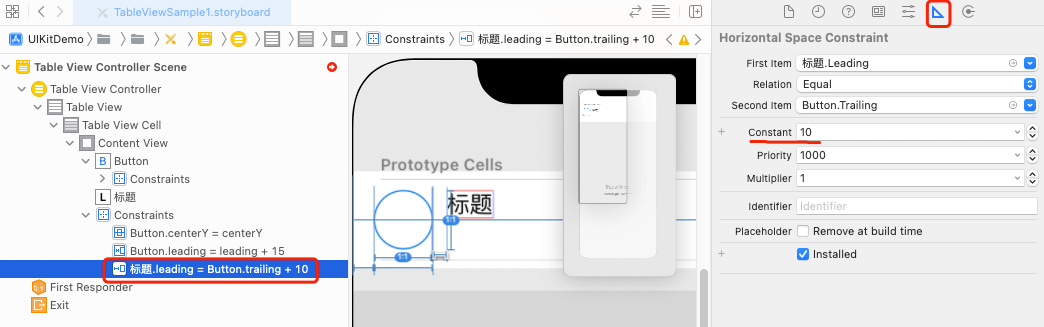 TableViewSample1.storyboard
UIKitDemo
Constraints
标题.leading = Button.trailing + 10
Table View Controller Scene
Table View Controller
Table View
Table View Cell
Content View
B Button
Constraints
L 标题
Constraints
Button.centerY = centerY
Button.leading = leading + 15
标题.leading = Button.trailing + 10
First Responder
Exit
Prototype Cells
标题
1:1
1:1
Horizontal Space Constraint
First Item 标题.Leading
Relation Equal
Second Item Button.Trailing
Constant 10
Priority 1000
Multiplier 1
Identifier Identifier
Placeholder Remove at build time
Installed